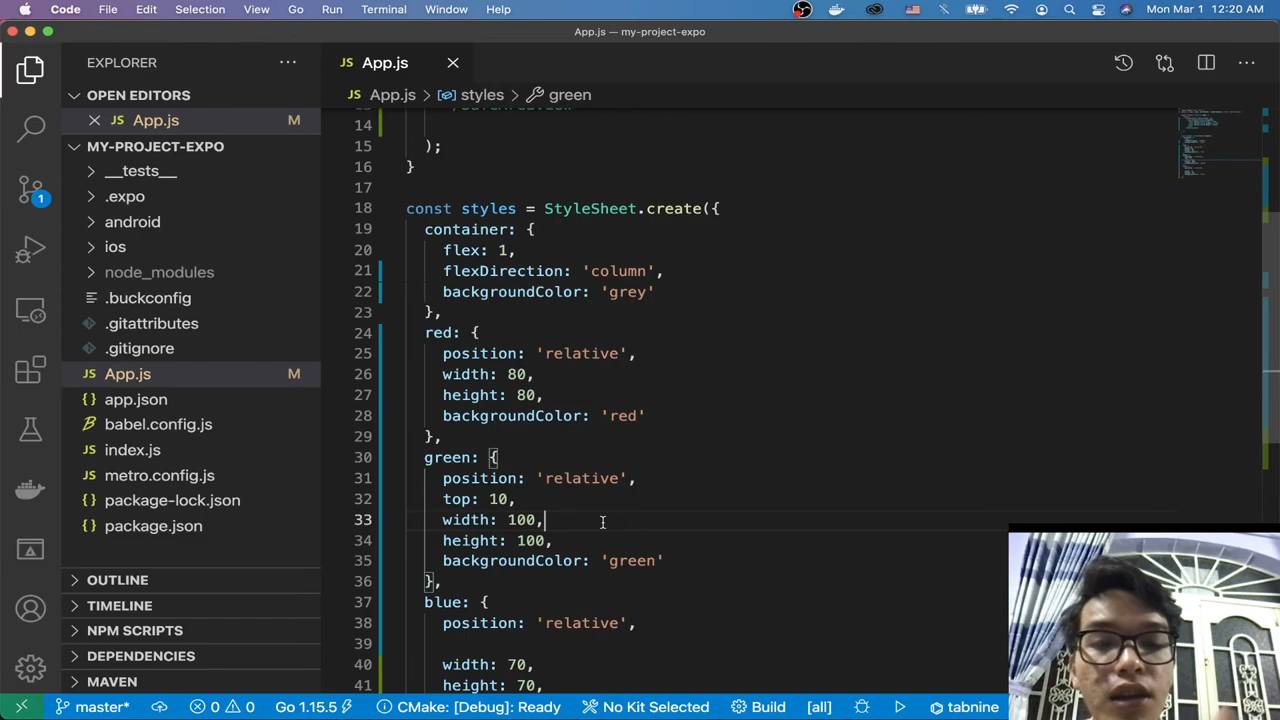 Code File Edit Selection View Go Run Terminal Window Help Mon Mar 1 12:20 AM
App.js — my-project-expo
EXPLORER
App.js
OPEN EDITORS
App.js > styles > green
App.js M
14
MY-PROJECT-EXPO
15 );
__tests__
16 }
.expo
17
android
18 const styles = StyleSheet.create({
19 container: {
ios
20 flex: 1,
node_modules
21 flexDirection: 'column',
.buckconfig
22 backgroundColor: 'grey'
.gitattributes
23 },
24 red: {
.gitignore
25 position: 'relative',
App.js M
26 width: 80,
app.json
27 height: 80,
babel.config.js
28 backgroundColor: 'red'
29 },
index.js
30 green: {
metro.config.js
31 position: 'relative',
package-lock.json
32 top: 10,
package.json
33 width: 100,
34 height: 100,
35 backgroundColor: 'green'
OUTLINE
36 },
TIMELINE
37 blue: {
NPM SCRIPTS
38 position: 'relative',
DEPENDENCIES
39
40 width: 70,
MAVEN
41 height: 70,
1
master* 0 0 Go 1.15.5 CMake: [Debug]: Ready No Kit Selected Build [all] tabnine